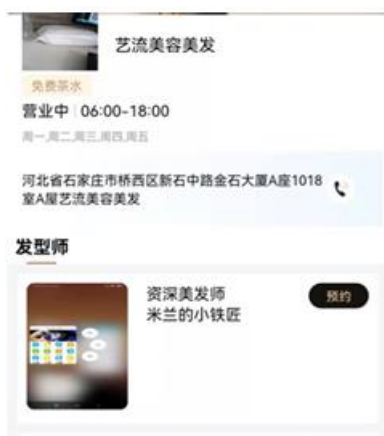 艺流美容美发
免费茶水
营业中 06:00-18:00
周一,周二,周三,周四,周五
河北省石家庄市桥西区新石中路金石大厦A座1018
室A屋艺流美容美发
发型师
资深美发师
预约
米兰的小铁匠